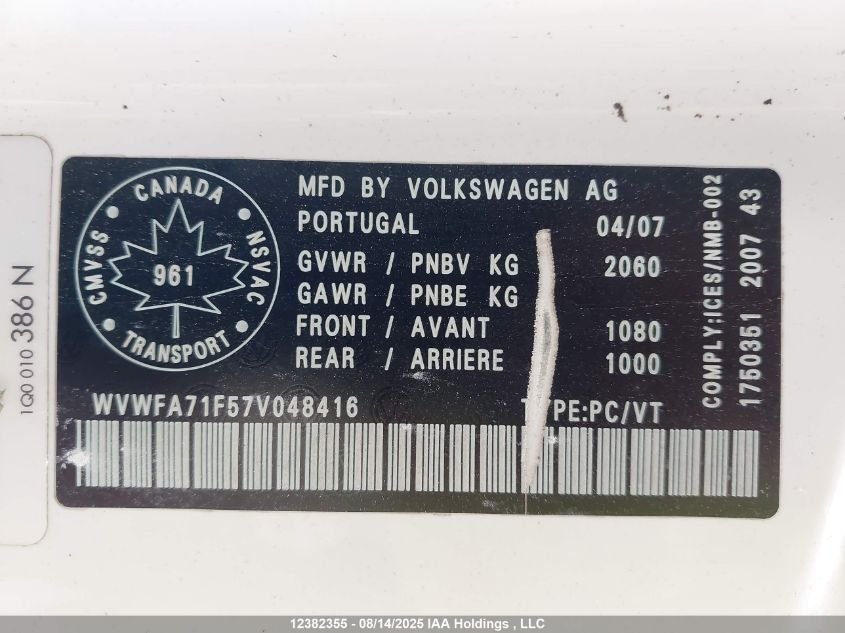 CANADA
CMVSS
NSVAC
961
TRANSPORT
MFD BY VOLKSWAGEN AG
PORTUGAL 04/07
GVWR / PNBV KG 2060
GAWR / PNBE KG
FRONT / AVANT 1080
REAR / ARRIERE 1000
WVWFA71F57V048416 TYPE:PC/VT
COMPLY:ICES/NMB-002
1750351 2007 43
1Q0 010 386 N
12382355 - 08/14/2025 IAA Holdings , LLC